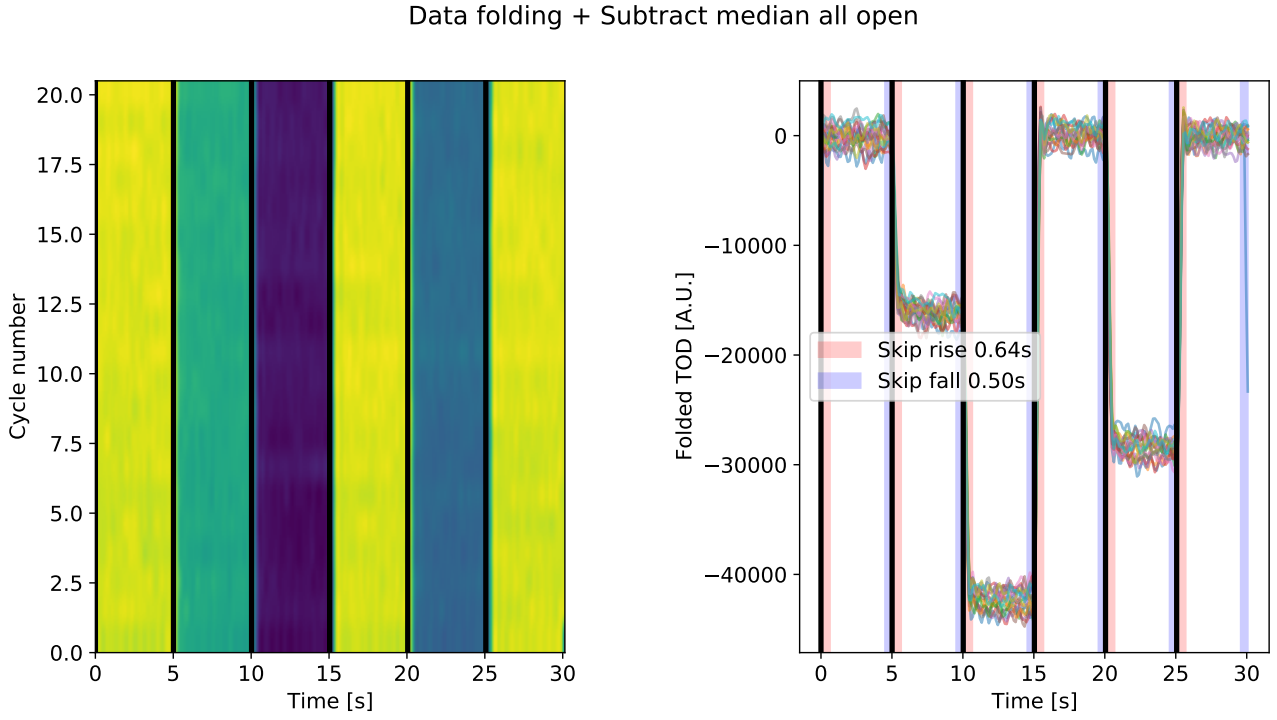 Data folding + Subtract median all open
Cycle number
20.0
17.5
15.0
12.5
10.0
7.5
5.0
2.5
0.0
0 5 10 15 20 25 30
Time [s]
Folded TOD [A.U.]
0
−10000
−20000
−30000
−40000
Skip rise 0.64s
Skip fall 0.50s
0 5 10 15 20 25 30
Time [s]